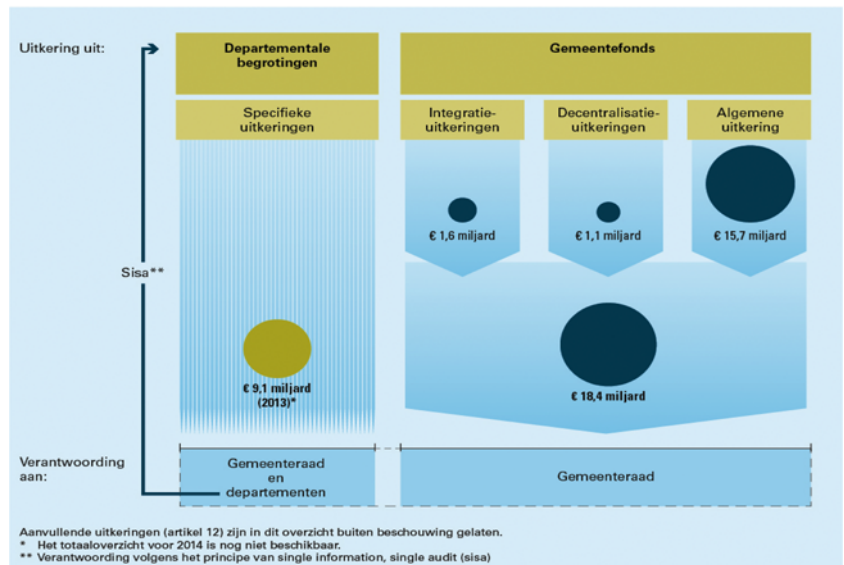 Uitkering uit:
Departementale
begrotingen
Gemeentefonds
Specifieke
uitkeringen
Integratie-
uitkeringen
Decentralisatie-
uitkeringen
Algemene
uitkering
€ 1,6 miljard
€ 1,1 miljard
€ 15,7 miljard
Sisa**
€ 9,1 miljard
(2013)*
€ 18,4 miljard
Verantwoording
aan:
Gemeenteraad
en
departementen
Gemeenteraad
Aanvullende uitkeringen (artikel 12) zijn in dit overzicht buiten beschouwing gelaten.
* Het totaaloverzicht voor 2014 is nog niet beschikbaar.
** Verantwoording volgens het principe van single information, single audit (sisa)